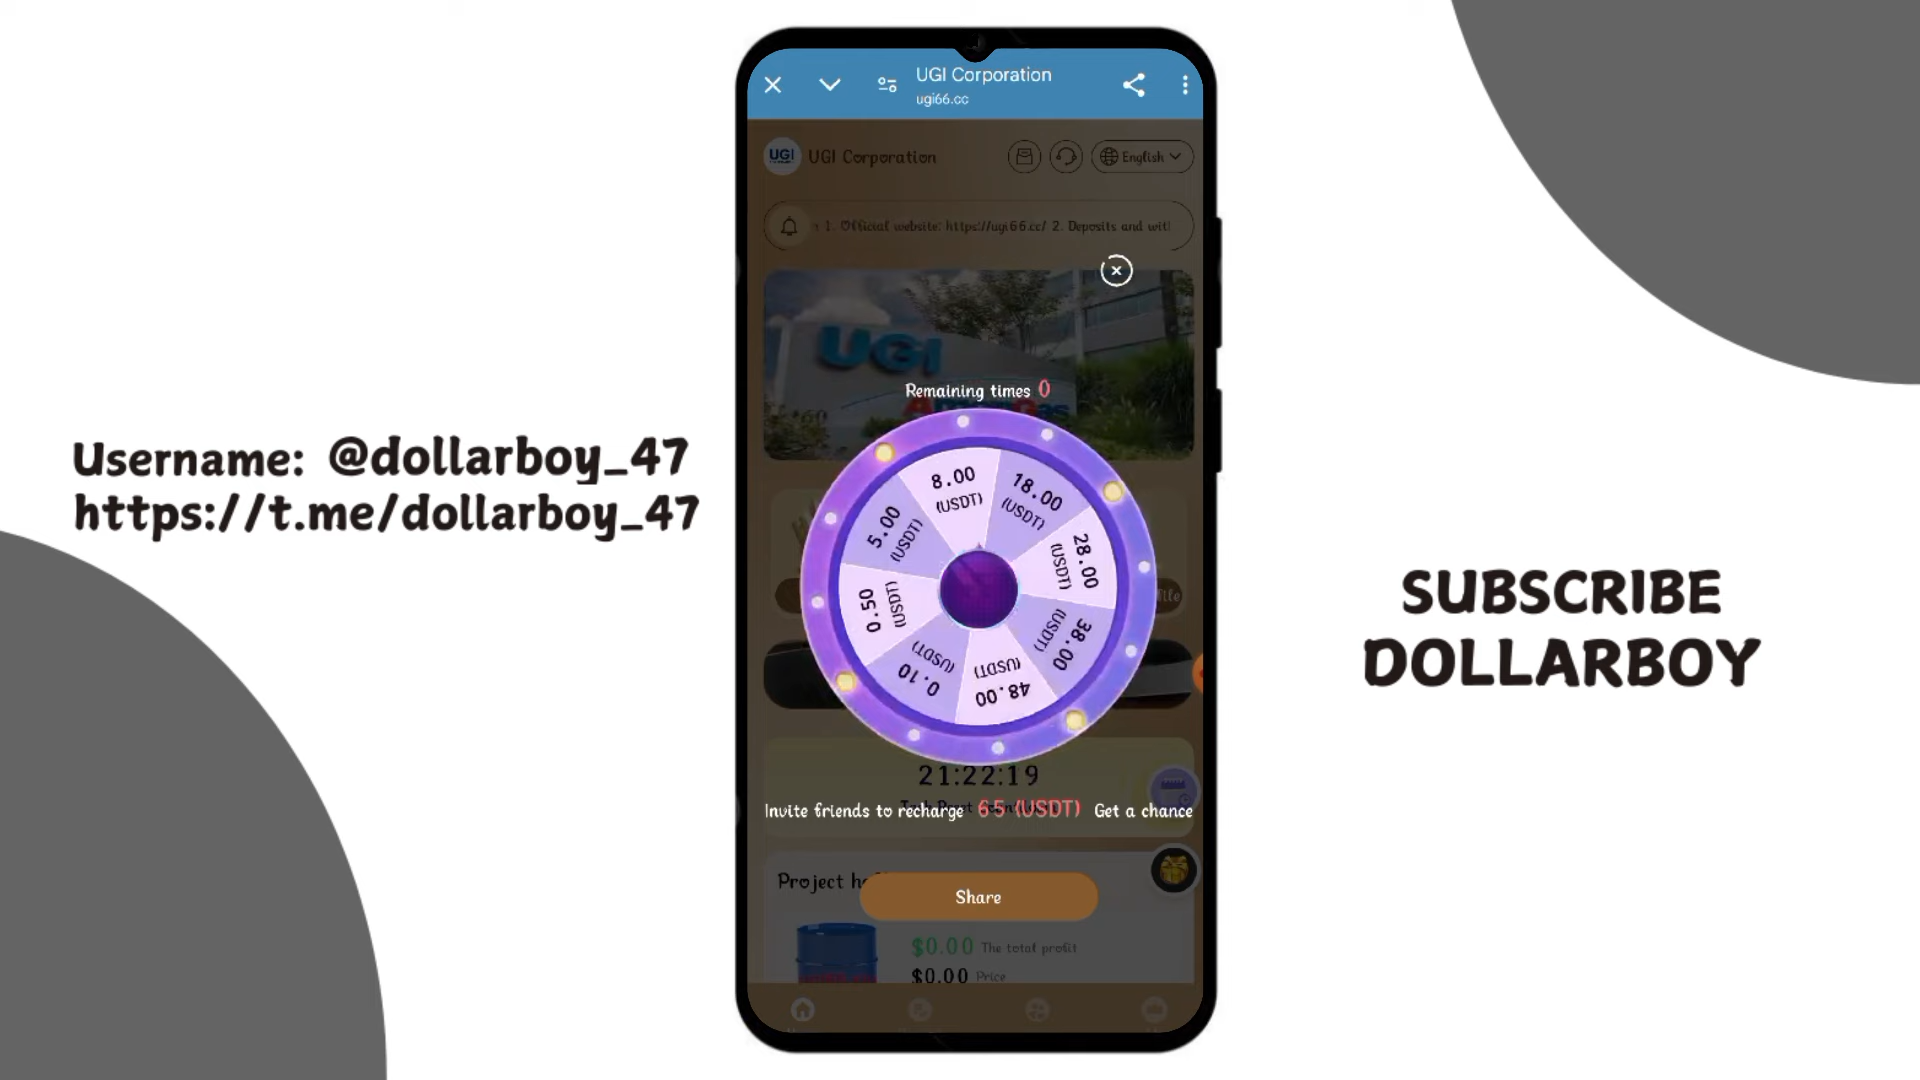 Username: @dollarboy_47
https://t.me/dollarboy_47
UGI Corporation
ugi66.cc
UGI
UGI Corporation
English
1. Official website: https://ugi66.cc/ 2. Deposits and wit
UGI
Remaining times 0
8.00
(USDT)
18.00
(USDT)
28.00
(USDT)
38.00
(USDT)
48.00
(USDT)
0.10
(USDT)
0.50
(USDT)
5.00
(USDT)
21:22:19
Invite friends to recharge 65 (USDT) Get a chance
Project h
Share
$0.00 The total profit
$0.00 Price
SUBSCRIBE
DOLLARBOY